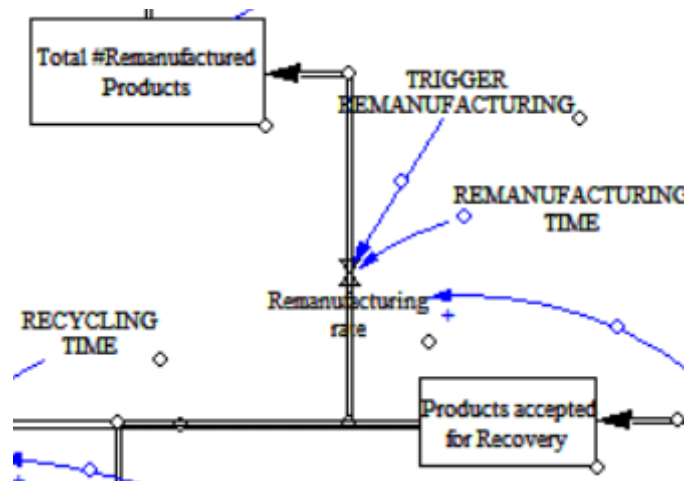 Total #Remanufactured
Products
TRIGGER
REMANUFACTURING
REMANUFACTURING
TIME
Remanufacturing
rate
+
RECYCLING
TIME
Products accepted
for Recovery
+